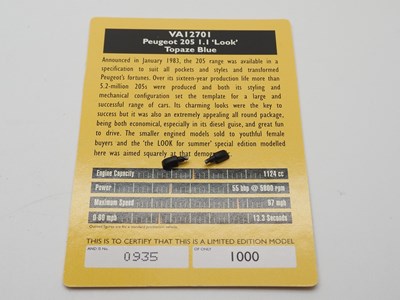 VA12701
Peugeot 205 1.1 'Look'
Topaze Blue
Announced in January 1983, the 205 range was available in a
specification to suit all pockets and styles and transformed
Peugeot's fortunes. Over its sixteen-year production life more than
5.2-million 205s were produced and both its styling and
mechanical configuration set the template for a large and
successful range of cars. Its charming looks were the key to
success but it was also an extremely appealing all round package,
being both economical, especially in its diesel guise, and great fun
to drive. The smaller engined models sold to youthful female
buyers and the 'the LOOK for summer' special edition modelled
here was aimed squarely at that
Engine Capacity 1124 cc
Power 55 bhp @ 5800 rpm
Maximum Speed 97 mph
0-60 mph 13.3 Seconds
THIS IS TO CERTIFY THAT THIS IS A LIMITED EDITION MODEL
AND IS No. 0935 OF ONLY 1000